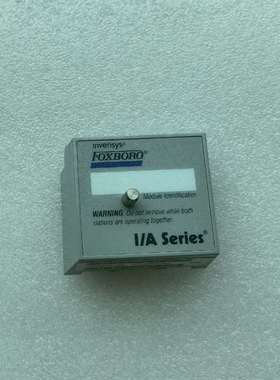 invensys®
FOXBORO®
Module Identification
WARNING: Do not remove while both
stations are operating together.
I/A Series®